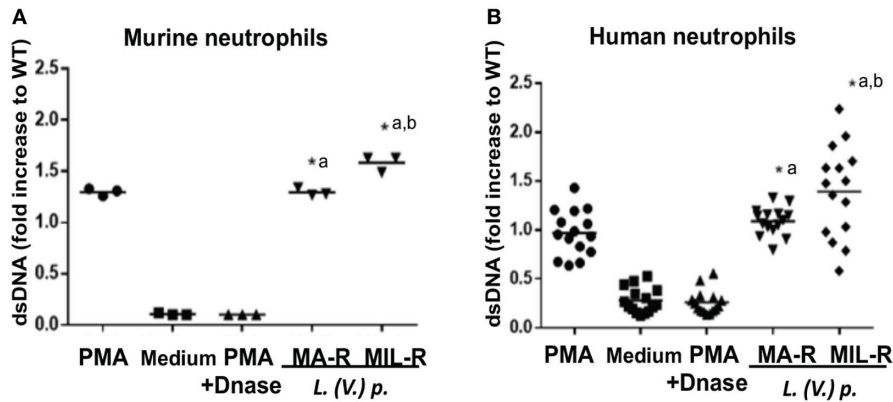 A
Murine neutrophils
dsDNA (fold increase to WT)
2.5
2.0
1.5
1.0
0.5
0.0
*a
*a,b
PMA Medium PMA MA-R MIL-R
+Dnase L. (V.) p.
B
Human neutrophils
dsDNA (fold increase to WT)
2.5
2.0
1.5
1.0
0.5
0.0
*a
*a,b
PMA Medium PMA MA-R MIL-R
+Dnase L. (V.) p.